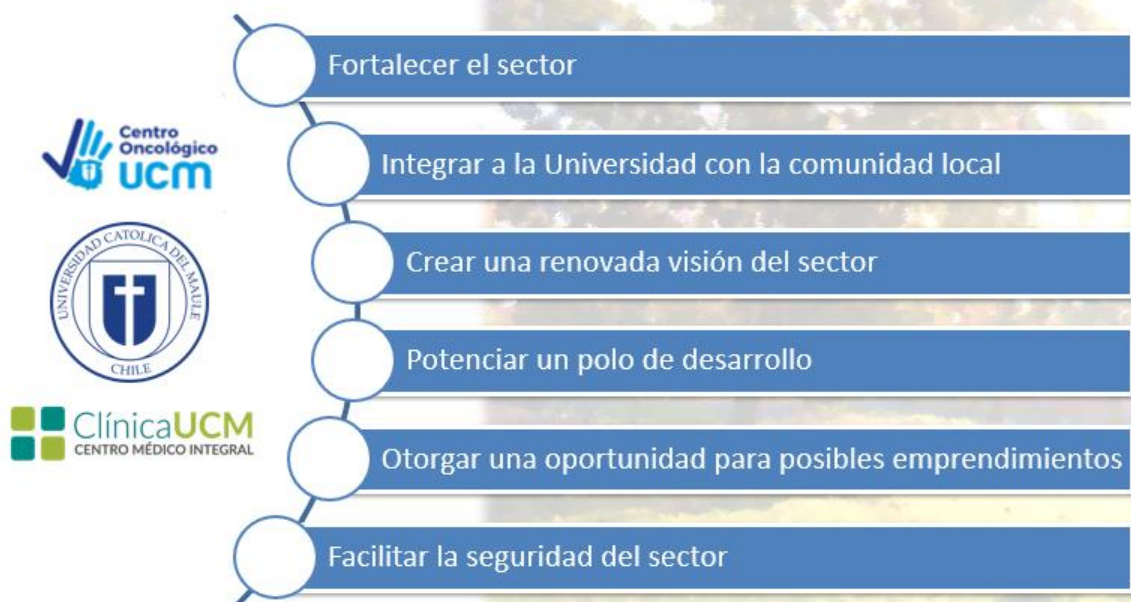 Fortalecer el sector
Centro
Oncológico
ucm
Integrar a la Universidad con la comunidad local
UNIVERSIDAD CATOLICA DEL MAULE
CHILE
Crear una renovada visión del sector
Potenciar un polo de desarrollo
ClínicaUCM
CENTRO MÉDICO INTEGRAL
Otorgar una oportunidad para posibles emprendimientos
Facilitar la seguridad del sector